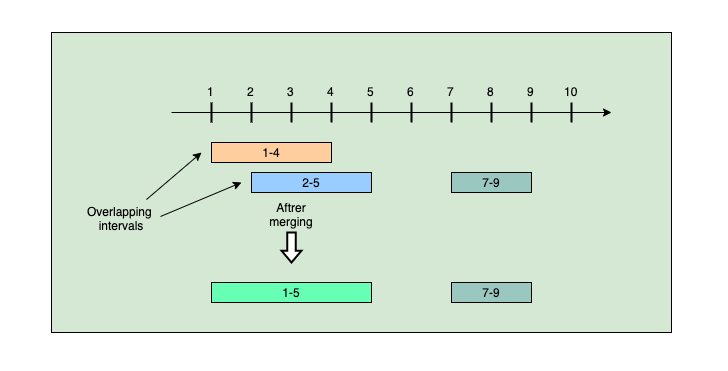 1 2 3 4 5 6 7 8 9 10
1-4
2-5 7-9
Overlapping
intervals
Aftrer
merging
1-5 7-9